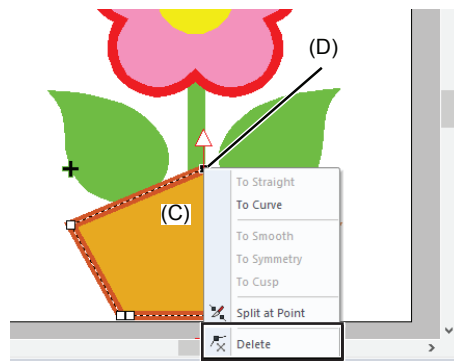 (D)
(C)
To Straight
To Curve
To Smooth
To Symmetry
To Cusp
Split at Point
Delete